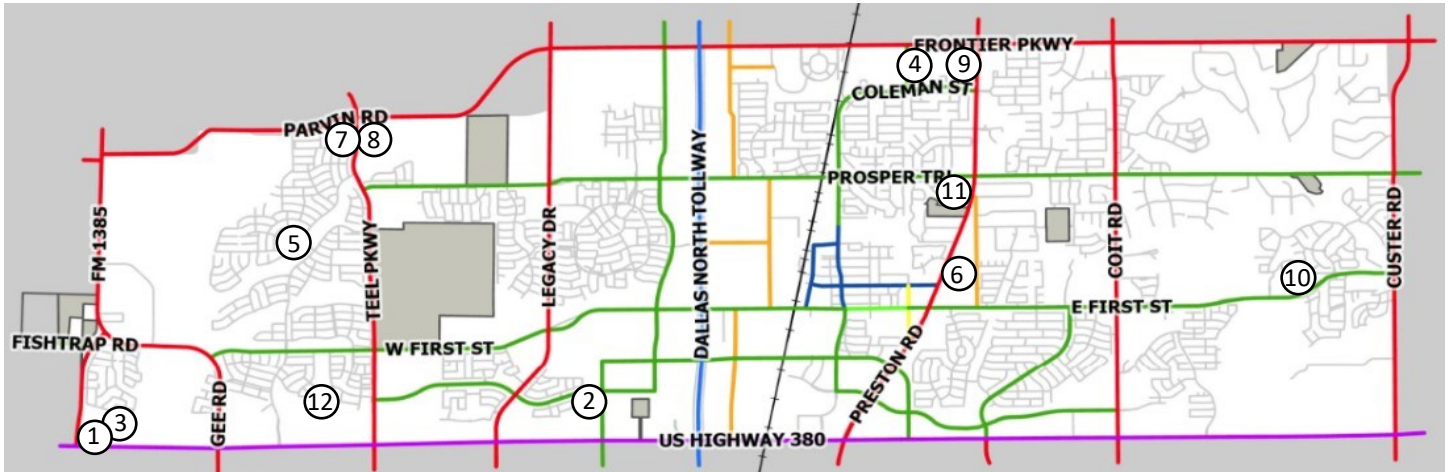 FRONTIER PKWY
4
9
COLEMAN ST
PARVIN RD
7
8
PROSPER TRL
11
FM 1385
5
TEEL PKWY
LEGACY DR
DALLAS NORTH TOLLWAY
6
COIT RD
10
CUSTER RD
E FIRST ST
FISHTRAP RD
W FIRST ST
PRESTON RD
GEE RD
12
2
3
1
US HIGHWAY 380